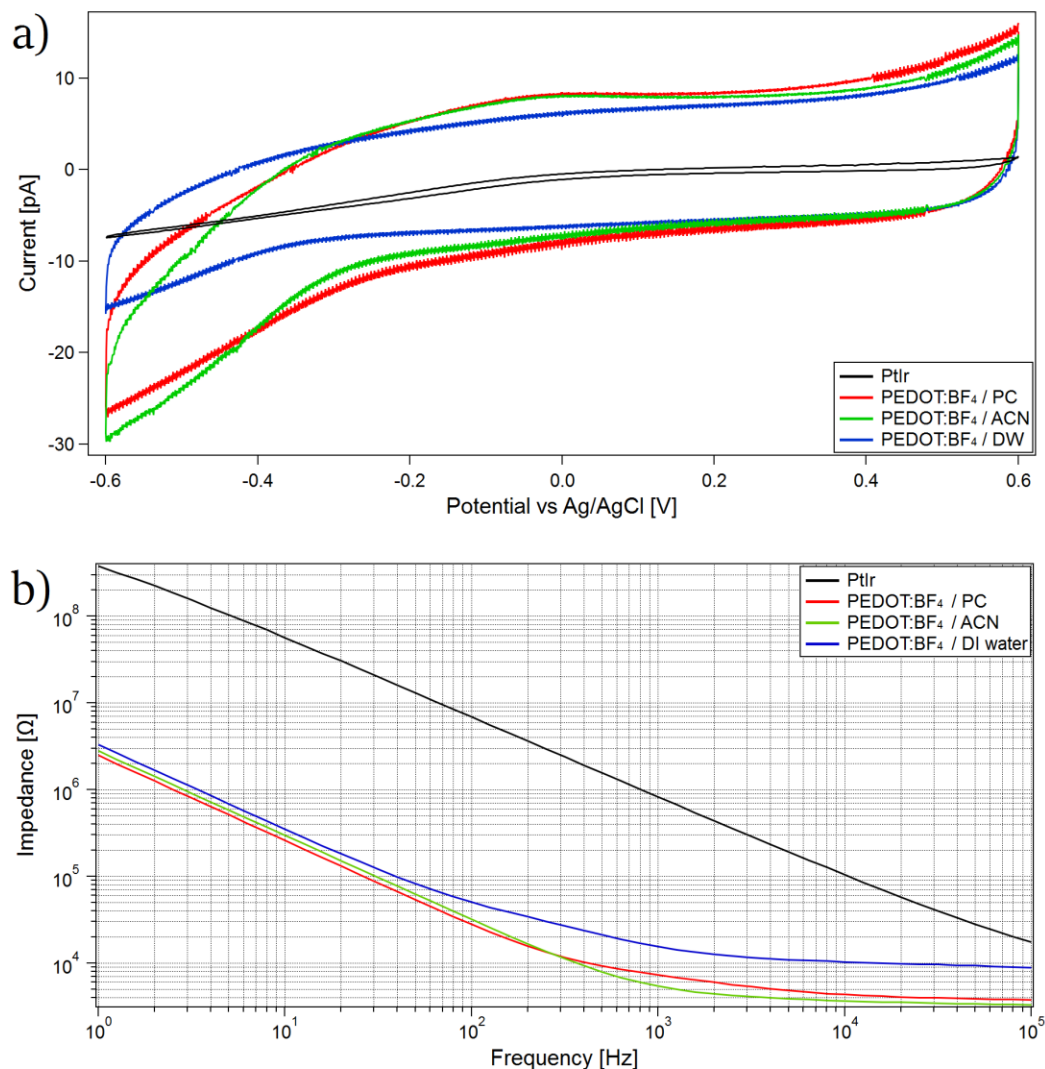 a)
10
0
-10
-20
-30
Current [pA]
PtIr
PEDOT:BF₄ / PC
PEDOT:BF₄ / ACN
PEDOT:BF₄ / DW
-0.6
-0.4
-0.2
0.0
0.2
0.4
0.6
Potential vs Ag/AgCl [V]
b)
10⁸
10⁷
10⁶
10⁵
10⁴
Impedance [Ω]
PtIr
PEDOT:BF₄ / PC
PEDOT:BF₄ / ACN
PEDOT:BF₄ / DI water
10⁰
10¹
10²
10³
10⁴
10⁵
Frequency [Hz]